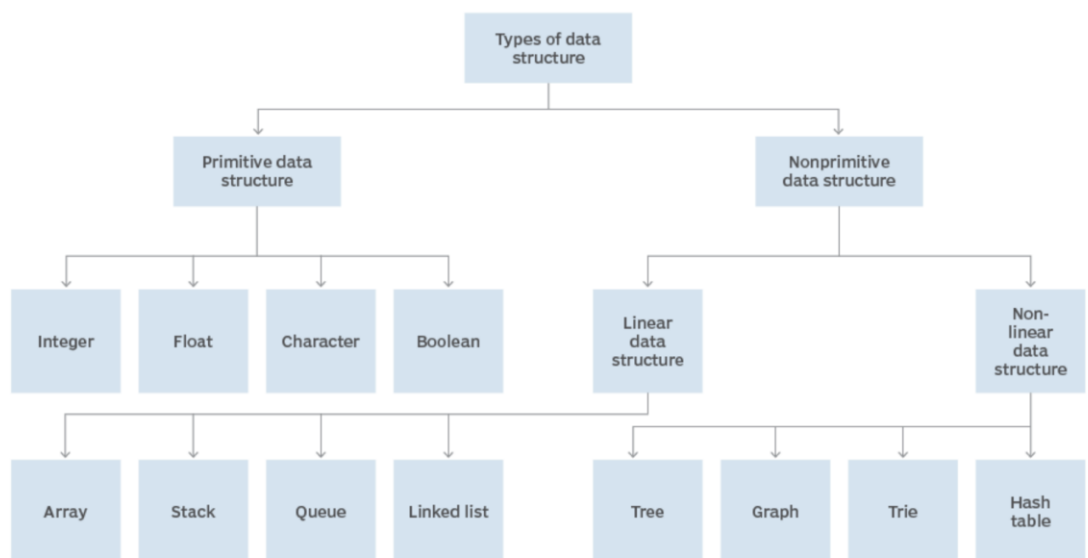 Types of data
structure
Primitive data
structure
Nonprimitive
data structure
Integer
Float
Character
Boolean
Linear
data
structure
Non-
linear
data
structure
Array
Stack
Queue
Linked list
Tree
Graph
Trie
Hash
table